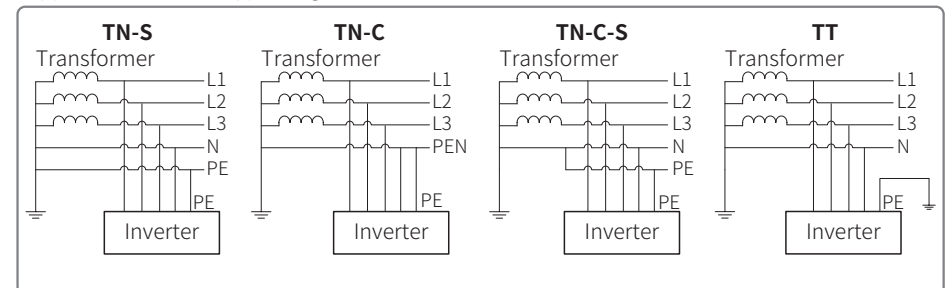 TN-S
Transformer
L1
L2
L3
N
PE
PE
Inverter
TN-C
Transformer
L1
L2
L3
PEN
PE
Inverter
TN-C-S
Transformer
L1
L2
L3
N
PE
PE
Inverter
TT
Transformer
L1
L2
L3
N
PE
Inverter